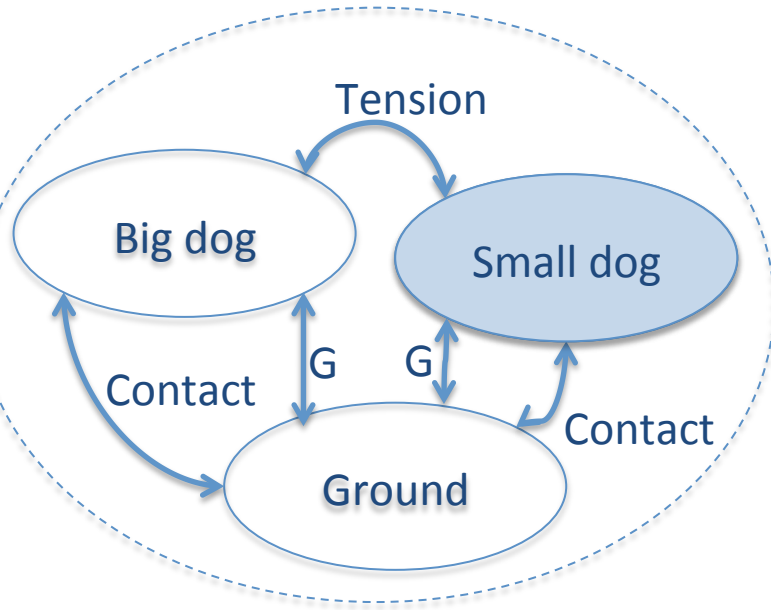 Tension
Big dog
Small dog
G
G
Contact
Contact
Ground